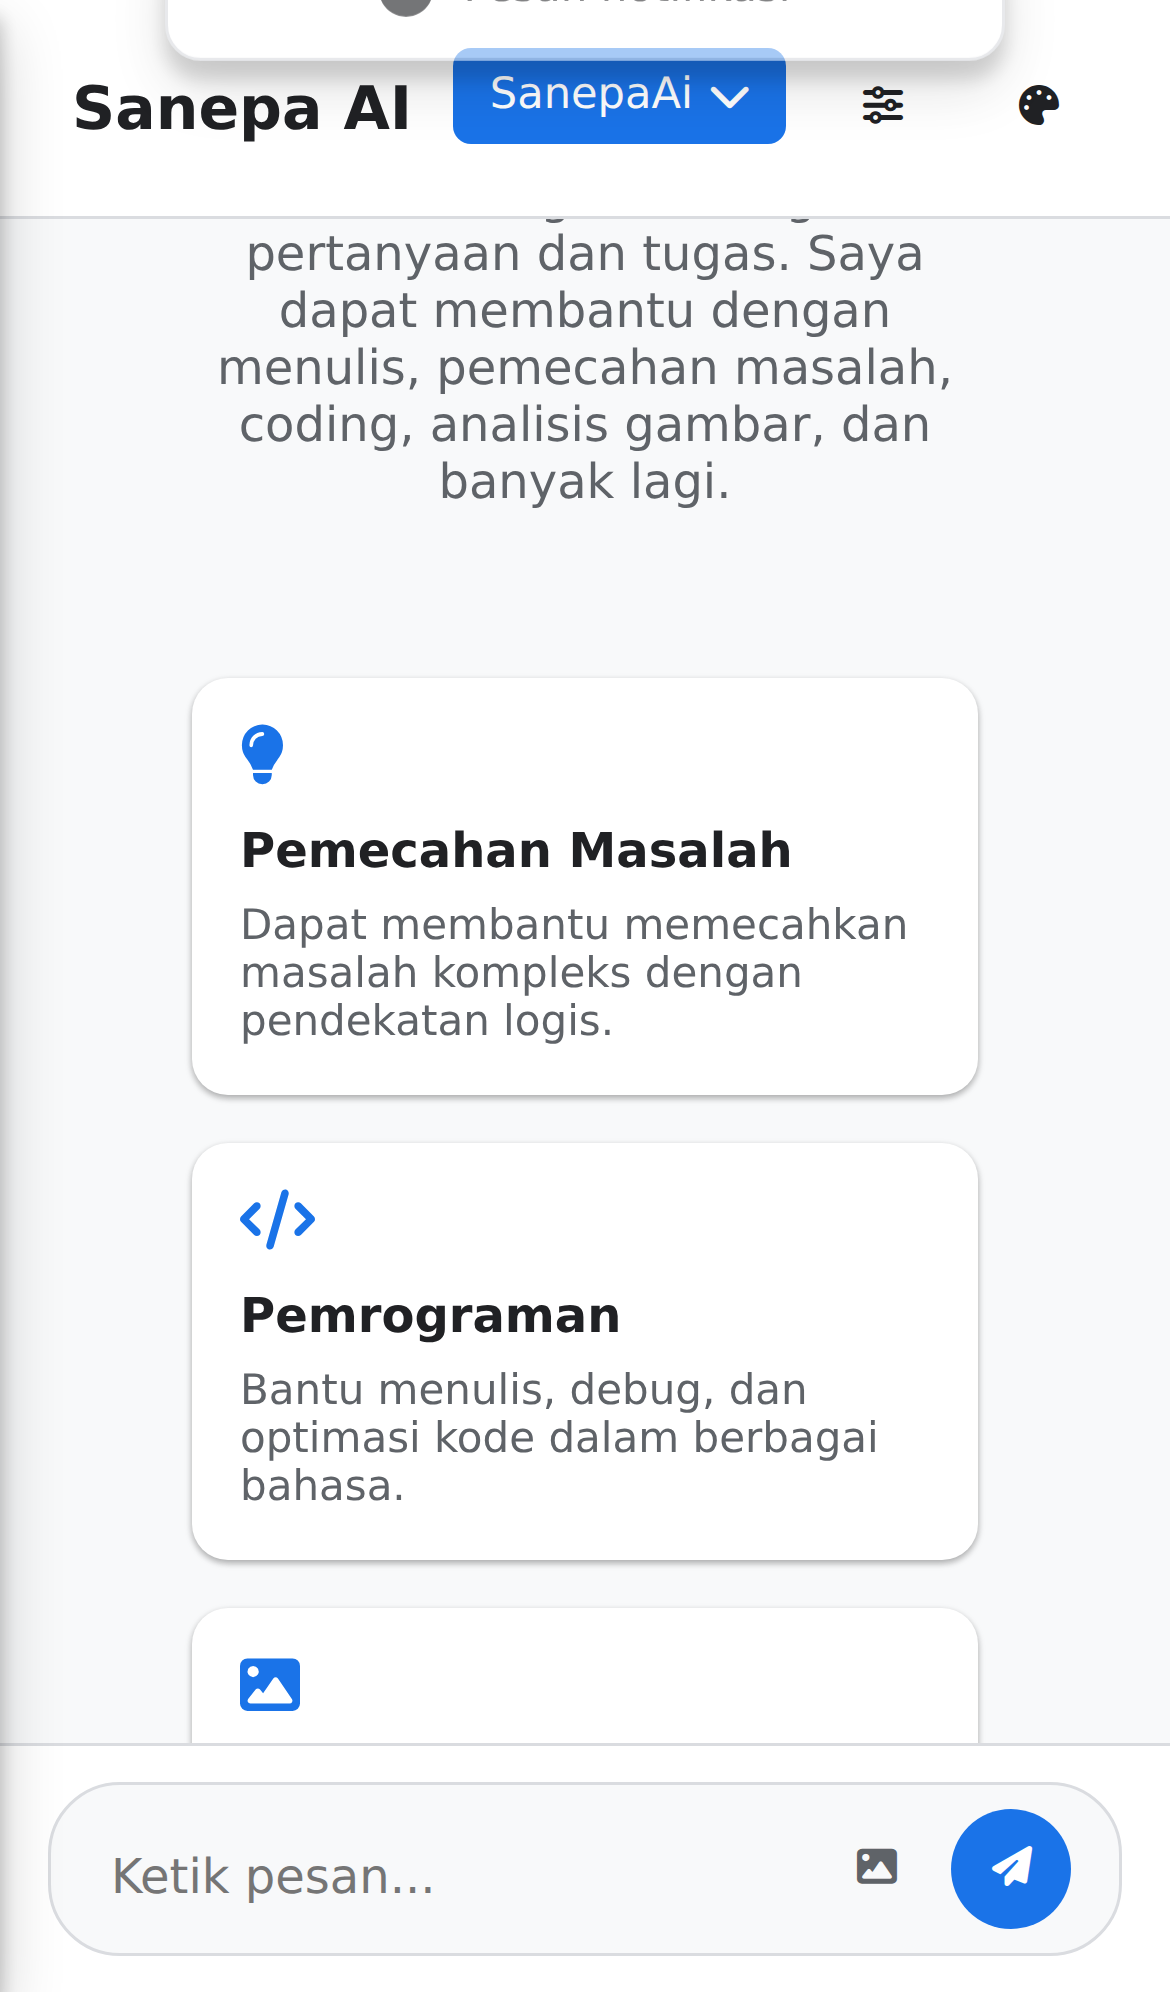 Sanepa AI
SanepaAi
pertanyaan dan tugas. Saya
dapat membantu dengan
menulis, pemecahan masalah,
coding, analisis gambar, dan
banyak lagi.
Pemecahan Masalah
Dapat membantu memecahkan
masalah kompleks dengan
pendekatan logis.
Pemrograman
Bantu menulis, debug, dan
optimasi kode dalam berbagai
bahasa.
Ketik pesan...